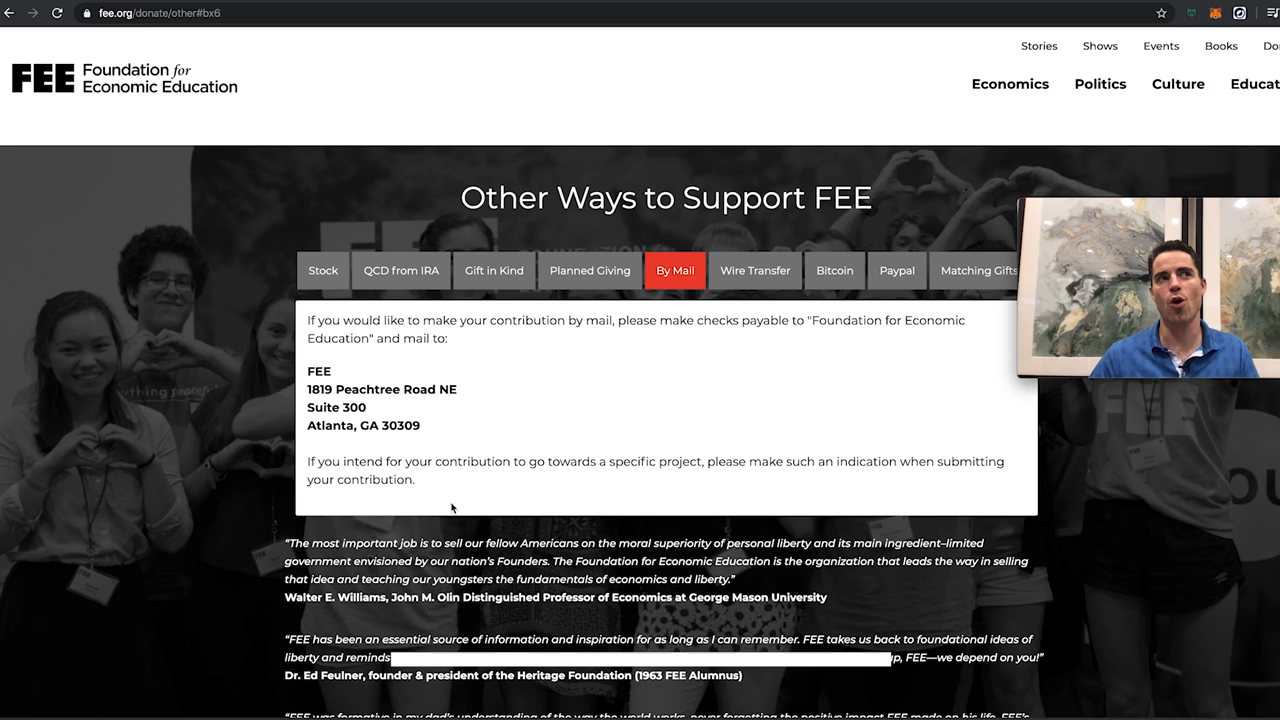 fee.org/donate/other#bx6
Stories Shows Events Books
FEE Foundation for
Economic Education
Economics Politics Culture
Other Ways to Support FEE
Stock QCD from IRA Gift in Kind Planned Giving By Mail Wire Transfer Bitcoin Paypal Matching Gifts
If you would like to make your contribution by mail, please make checks payable to "Foundation for Economic
Education" and mail to:
FEE
1819 Peachtree Road NE
Suite 300
Atlanta, GA 30309
If you intend for your contribution to go towards a specific project, please make such an indication when submitting
your contribution.
“The most important job is to sell our fellow Americans on the moral superiority of personal liberty and its main ingredient–limited
government envisioned by our nation’s Founders. The Foundation for Economic Education is the organization that leads the way in selling
that idea and teaching our youngsters the fundamentals of economics and liberty.”
Walter E. Williams, John M. Olin Distinguished Professor of Economics at George Mason University
“FEE has been an essential source of information and inspiration for as long as I can remember. FEE takes us back to foundational ideas of
liberty and reminds FEE—we depend on you!”
Dr. Ed Feulner, founder & president of the Heritage Foundation (1963 FEE Alumnus)